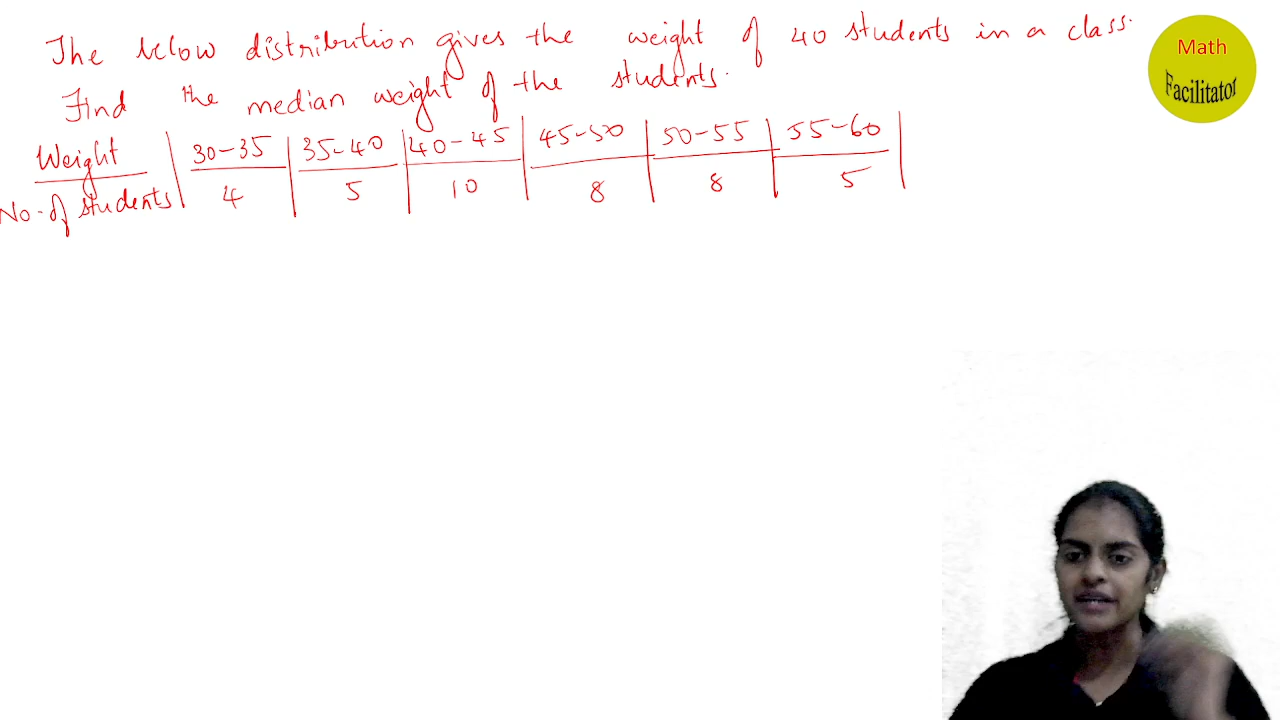 The below distribution gives the weight of 40 students in a class.
Find the median weight of the students.
Weight 30-35 35-40 40-45 45-50 50-55 55-60
No. of students 4 5 10 8 8 5
Math
Facilitator